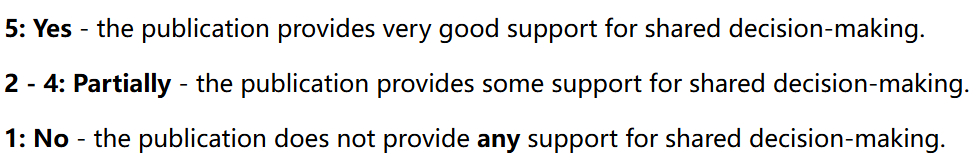 5: Yes - the publication provides very good support for shared decision-making.
2 - 4: Partially - the publication provides some support for shared decision-making.
1: No - the publication does not provide any support for shared decision-making.